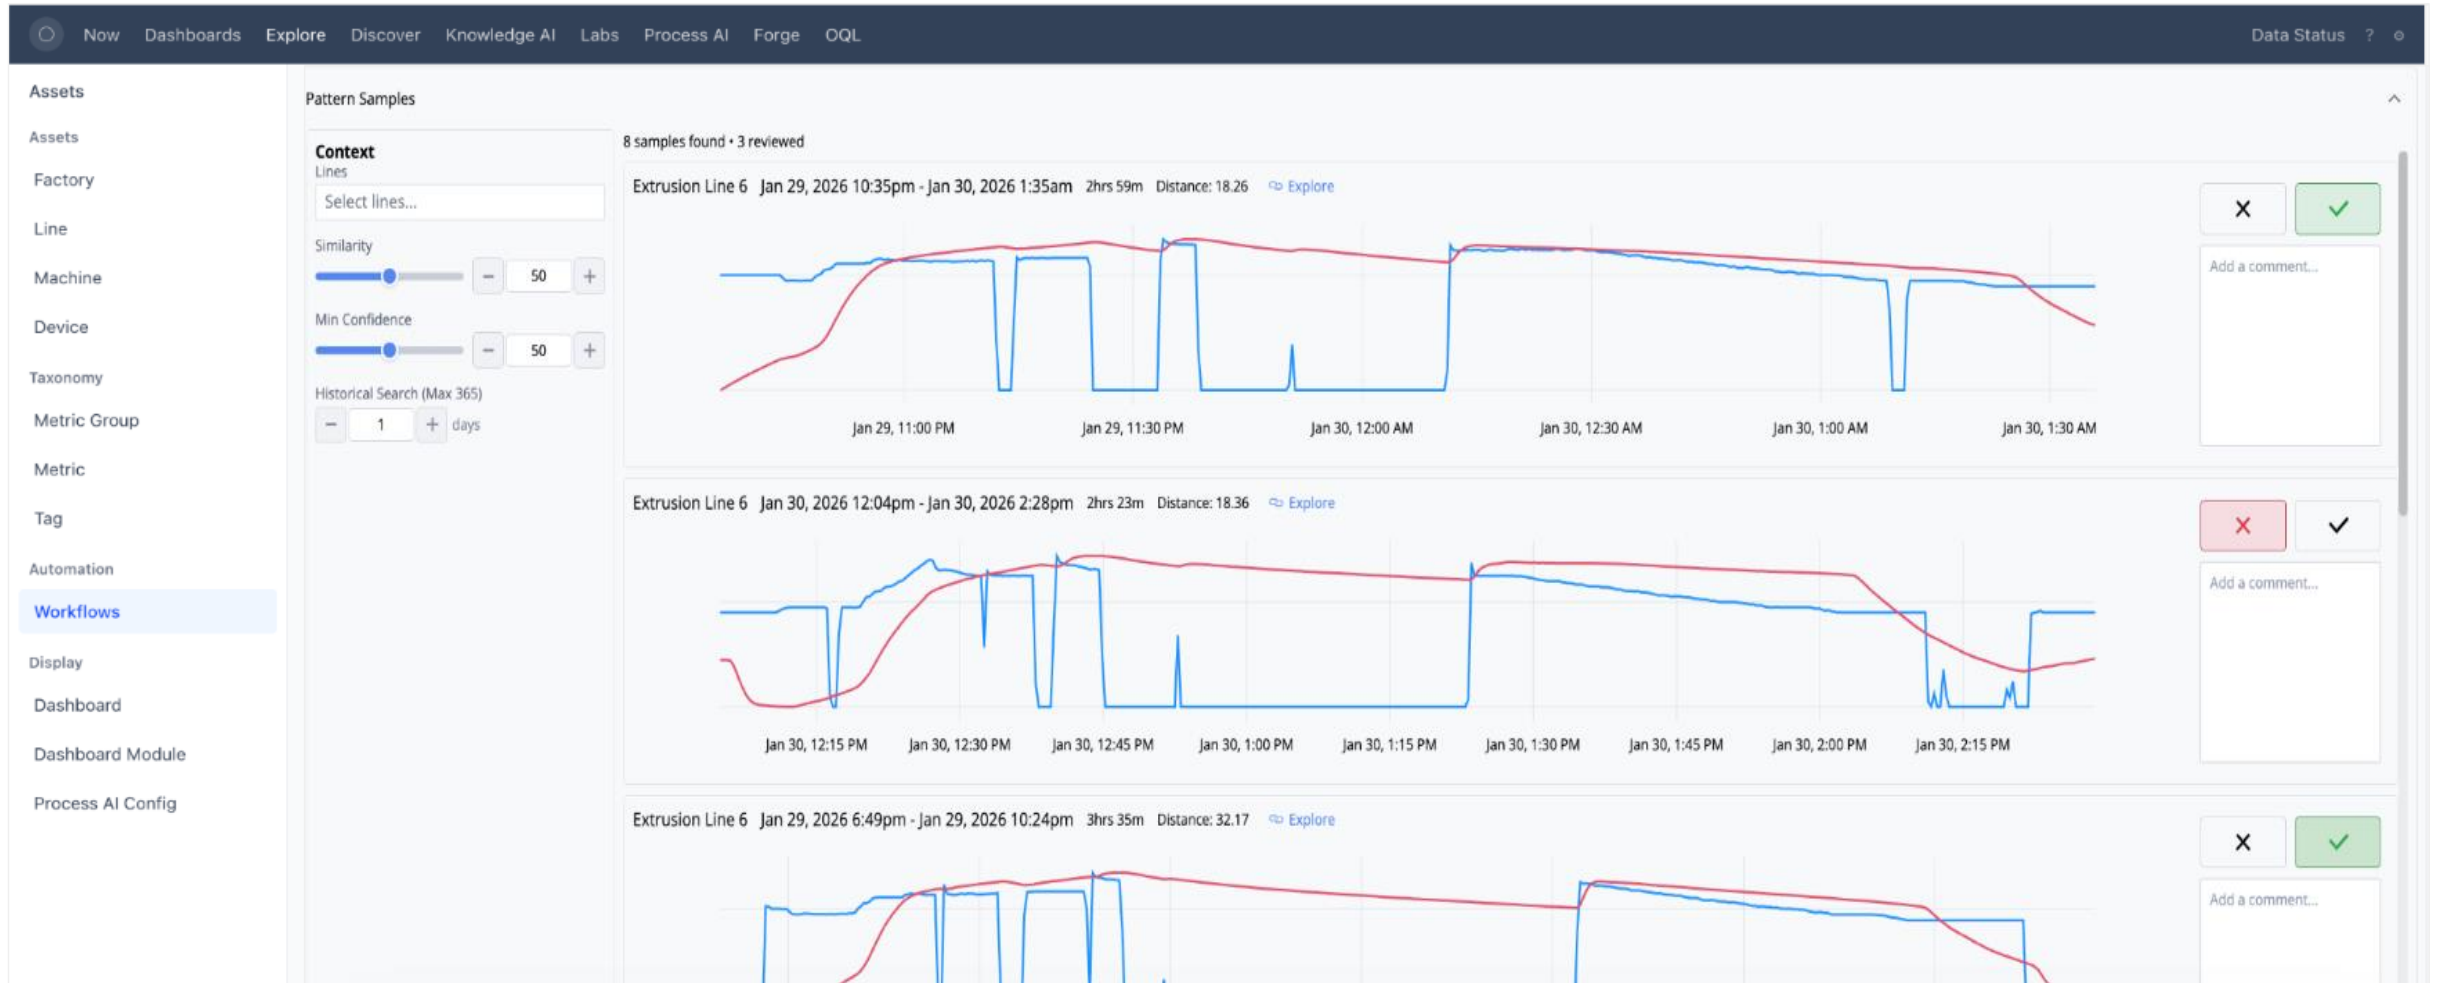 Now Dashboards Explore Discover Knowledge AI Labs Process AI Forge OQL Data Status ?
Assets
Assets
Factory
Line
Machine
Device
Taxonomy
Metric Group
Metric
Tag
Automation
Workflows
Display
Dashboard
Dashboard Module
Process AI Config
Pattern Samples
Context
Lines
Select lines...
Similarity
− 50 +
Min Confidence
− 50 +
Historical Search (Max 365)
− 1 + days
8 samples found • 3 reviewed
Extrusion Line 6 Jan 29, 2026 10:35pm - Jan 30, 2026 1:35am 2hrs 59m Distance: 18.26 Explore
Add a comment...
Jan 29, 11:00 PM Jan 29, 11:30 PM Jan 30, 12:00 AM Jan 30, 12:30 AM Jan 30, 1:00 AM Jan 30, 1:30 AM
Extrusion Line 6 Jan 30, 2026 12:04pm - Jan 30, 2026 2:28pm 2hrs 23m Distance: 18.36 Explore
Add a comment...
Jan 30, 12:15 PM Jan 30, 12:30 PM Jan 30, 12:45 PM Jan 30, 1:00 PM Jan 30, 1:15 PM Jan 30, 1:30 PM Jan 30, 1:45 PM Jan 30, 2:00 PM Jan 30, 2:15 PM
Extrusion Line 6 Jan 29, 2026 6:49pm - Jan 29, 2026 10:24pm 3hrs 35m Distance: 32.17 Explore
Add a comment...